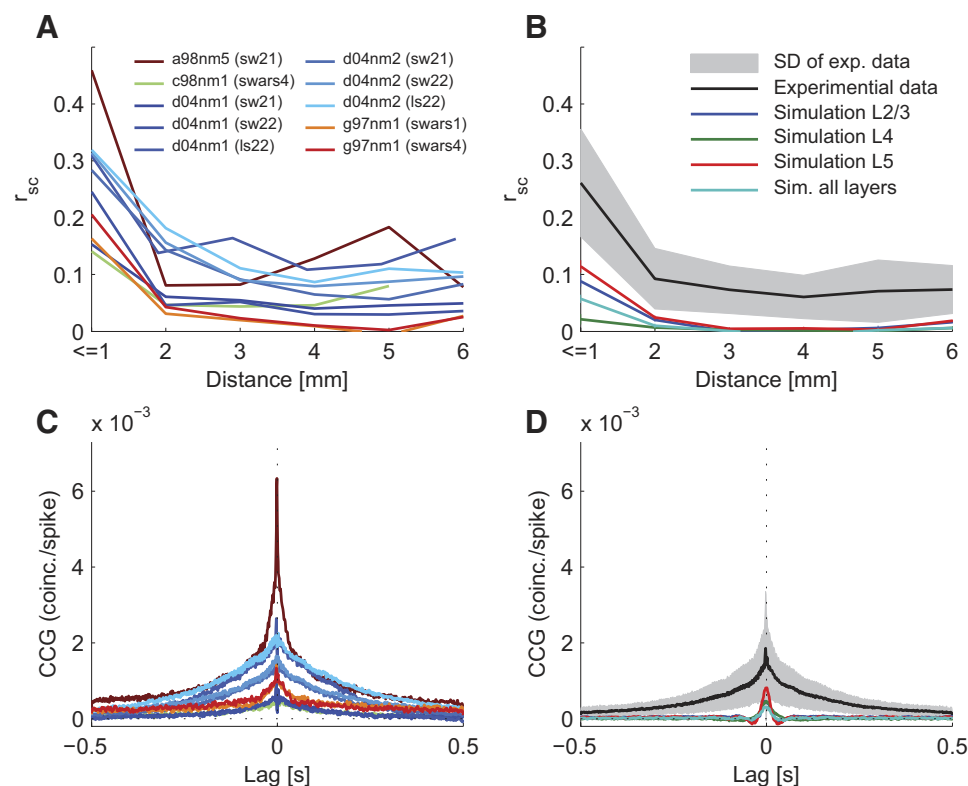 A
a98nm5 (sw21)
c98nm1 (swars4)
d04nm1 (sw21)
d04nm1 (sw22)
d04nm1 (ls22)
d04nm2 (sw21)
d04nm2 (sw22)
d04nm2 (ls22)
g97nm1 (swars1)
g97nm1 (swars4)
r_sc
0.4
0.3
0.2
0.1
0
<=1
2
3
4
5
6
Distance [mm]
B
SD of exp. data
Experimential data
Simulation L2/3
Simulation L4
Simulation L5
Sim. all layers
r_sc
0.4
0.3
0.2
0.1
0
<=1
2
3
4
5
6
Distance [mm]
C
x 10^-3
CCG (coinc./spike)
6
4
2
0
−0.5
0
0.5
Lag [s]
D
x 10^-3
CCG (coinc./spike)
6
4
2
0
−0.5
0
0.5
Lag [s]